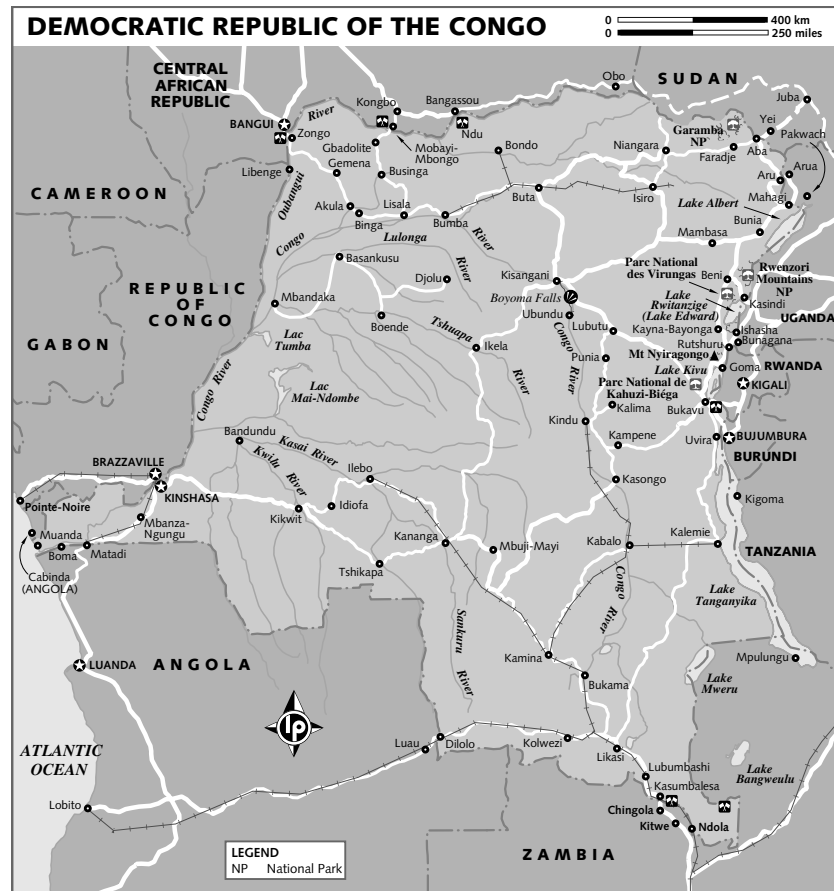 DEMOCRATIC REPUBLIC OF THE CONGO
0 400 km
0 250 miles
CENTRAL
AFRICAN
REPUBLIC
SUDAN
Obo
Juba
Kongbo
Bangassou
River
BANGUI
Zongo
Ndu
Garamba
NP
Yei
Pakwach
Mobayi-
Mbongo
Gbadolite
Bondo
Niangara
Faradje
Aba
Libenge
Gemena
Businga
Arua
Aru
CAMEROON
Oubangui
Akula
Lisala
Binga
Bumba
Buta
Isiro
Mahagi
Lake Albert
Bunia
Mambasa
Congo
Lulonga
River
Basankusu
Djolu
River
Kisangani
Parc National
des Virungas
Beni
Rwenzori
Mountains
NP
REPUBLIC
OF
CONGO
Mbandaka
Boyoma Falls
Ubundu
Lake
Rwitanzige
(Lake Edward)
Kasindi
UGANDA
Boende
Lubutu
Kayna-Bayonga
Ishasha
Bunagana
GABON
Lac
Tumba
Tshuapa
Ikela
Congo
River
Rutshuru
Mt Nyiragongo
Punia
Lake Kivu
Goma
RWANDA
Congo River
Lac
Mai-Ndombe
River
Parc National de
Kahuzi-Biéga
KIGALI
Kalima
Bukavu
Bandundu
Kindu
Kasai River
Kampene
Uvira
BUJUMBURA
BURUNDI
Kwilu
River
BRAZZAVILLE
KINSHASA
Ilebo
Kasongo
Pointe-Noire
Idiofa
Kigoma
Mbanza-
Ngungu
Kikwit
Muanda
Boma
Matadi
Kananga
Mbuji-Mayi
Kabalo
Kalemie
TANZANIA
Cabinda
(ANGOLA)
Tshikapa
Congo
River
Lake
Tanganyika
Sankuru
River
LUANDA
ANGOLA
Kamina
Mpulungu
Bukama
Lake
Mweru
lp
ATLANTIC
OCEAN
Luau
Dilolo
Kolwezi
Likasi
Lubumbashi
Lake
Bangweulu
Kasumbalesa
Lobito
Chingola
Kitwe
Ndola
LEGEND
NP National Park
ZAMBIA